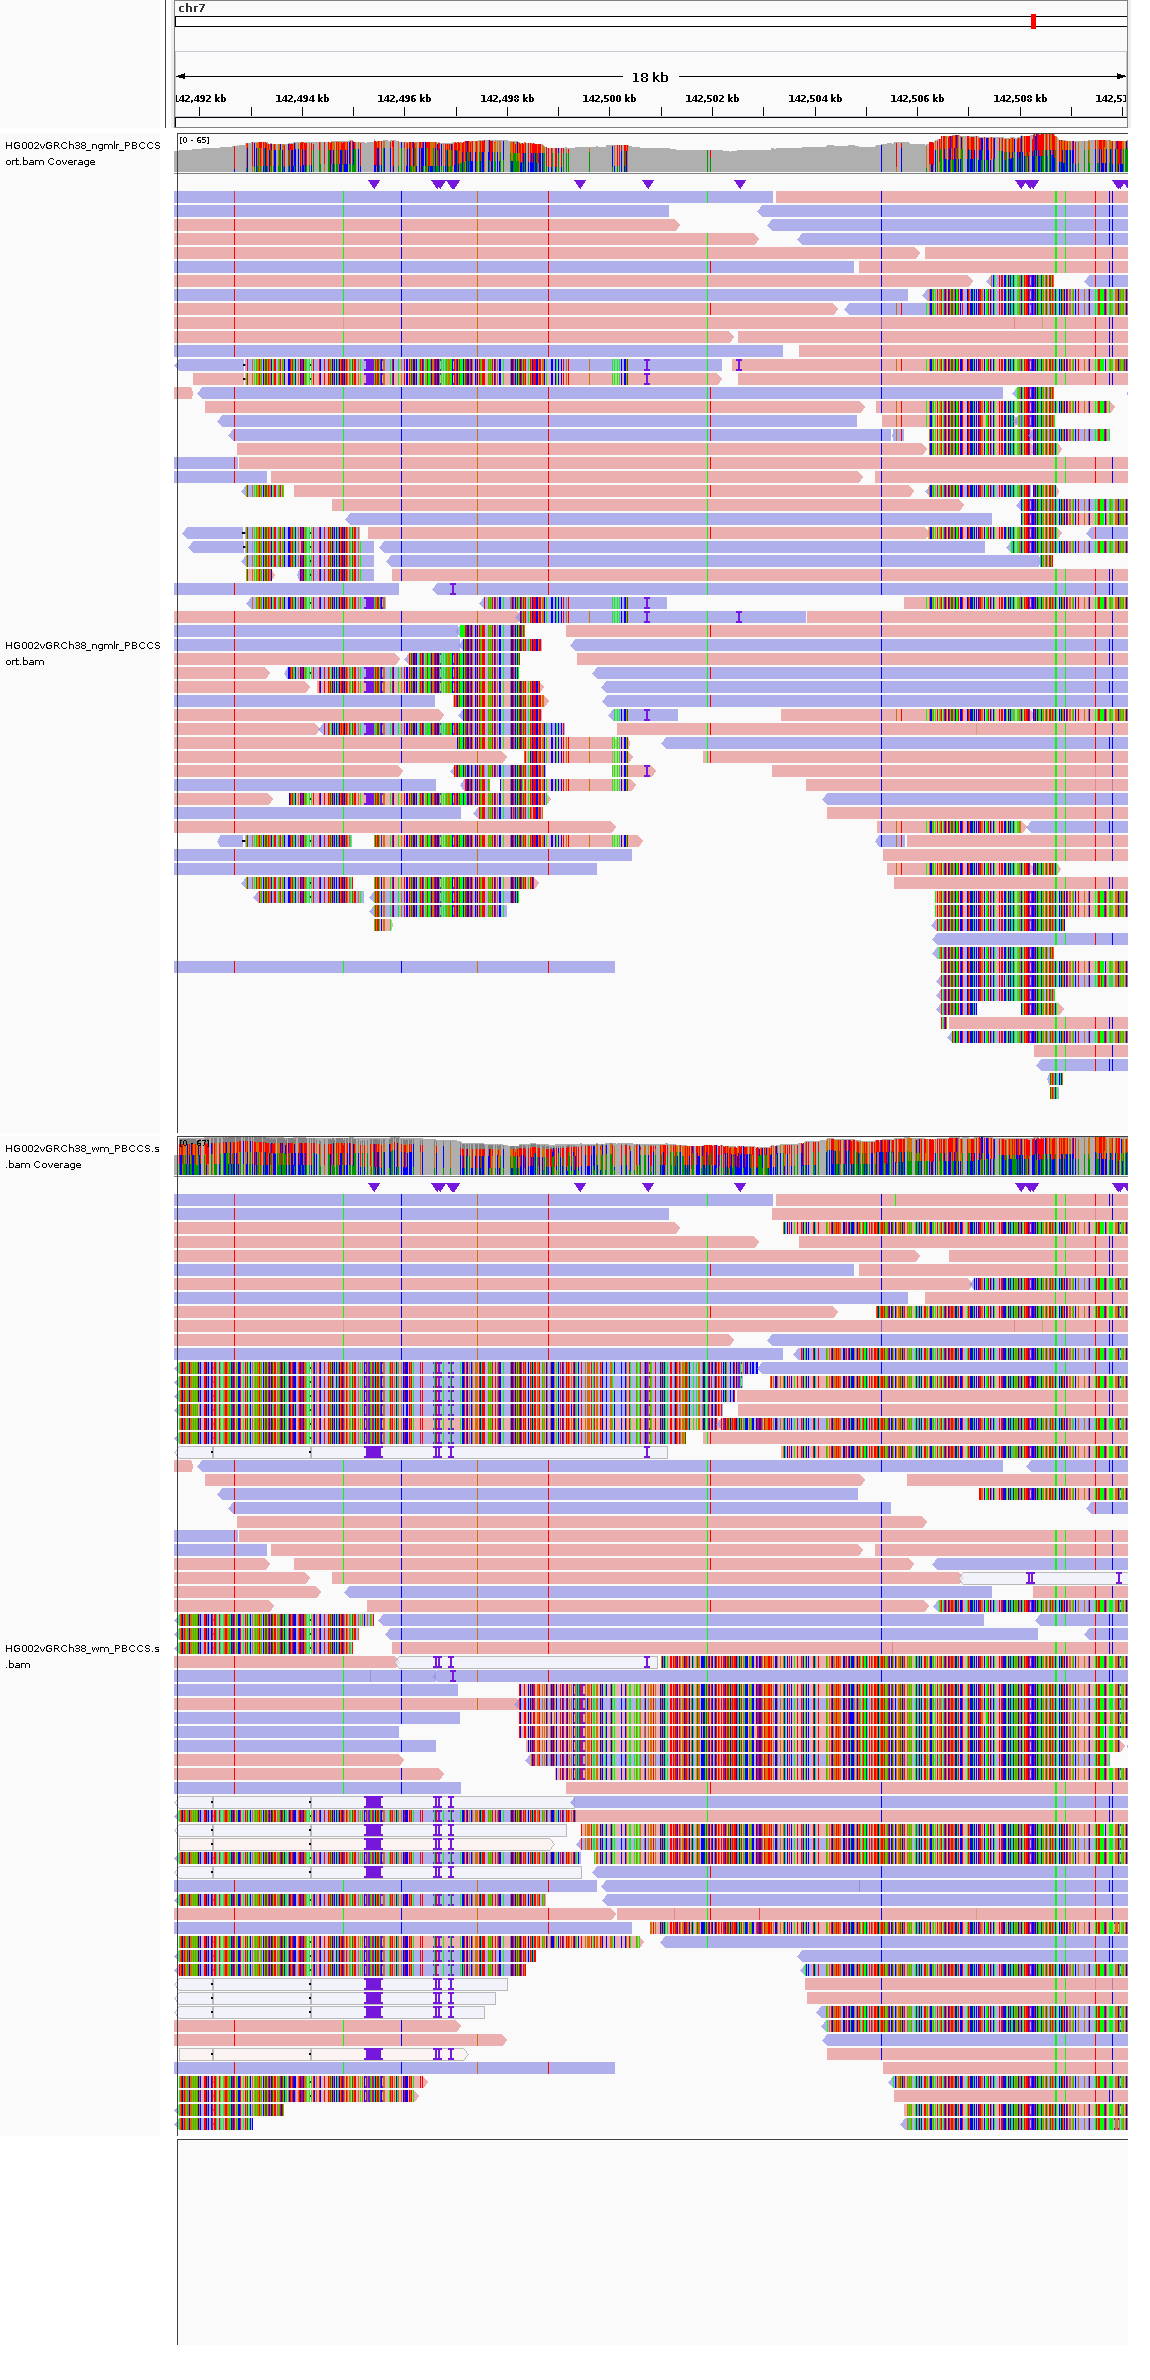 chr7
18 kb
142,492 kb 142,494 kb 142,496 kb 142,498 kb 142,500 kb 142,502 kb 142,504 kb 142,506 kb 142,508 kb 142,51
HG002vGRCh38_ngmlr_PBCCS
ort.bam Coverage
[0 - 65]
HG002vGRCh38_ngmlr_PBCCS
ort.bam
HG002vGRCh38_wm_PBCCS.s
.bam Coverage
[0 - 67]
HG002vGRCh38_wm_PBCCS.s
.bam